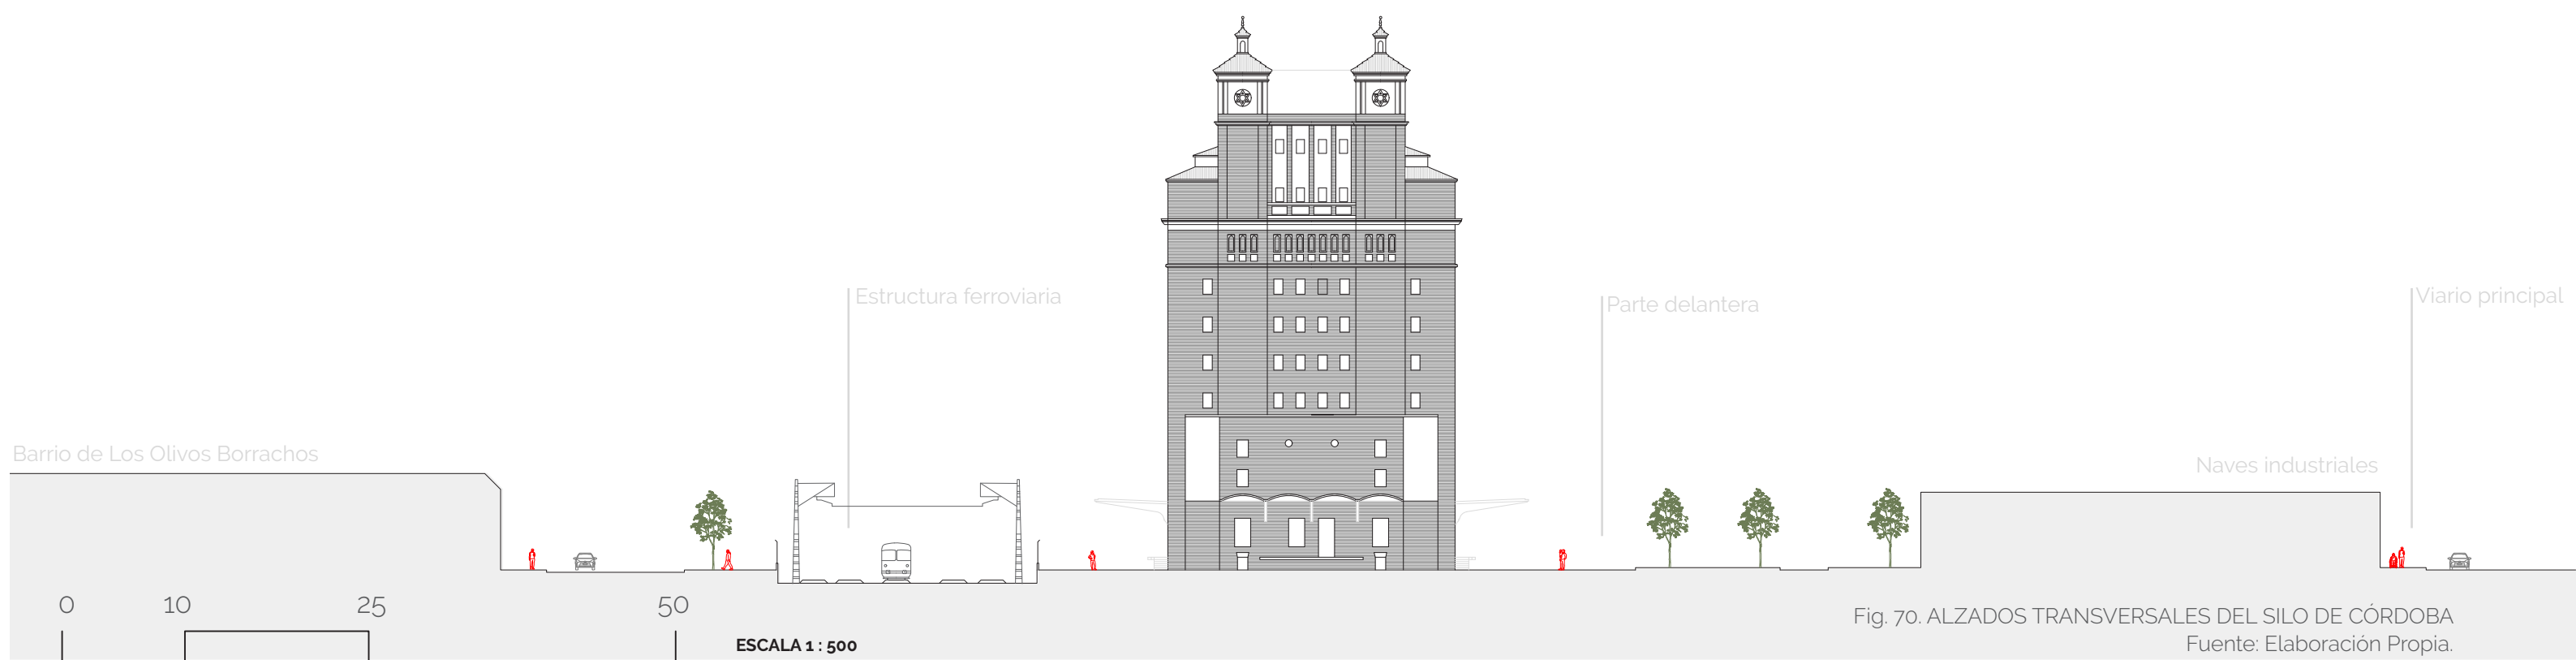 Estructura ferroviaria
Parte delantera
Viario principal
Barrio de Los Olivos Borrachos
Naves industriales
0 10 25 50
ESCALA 1 : 500
Fig. 70. ALZADOS TRANSVERSALES DEL SILO DE CÓRDOBA
Fuente: Elaboración Propia.